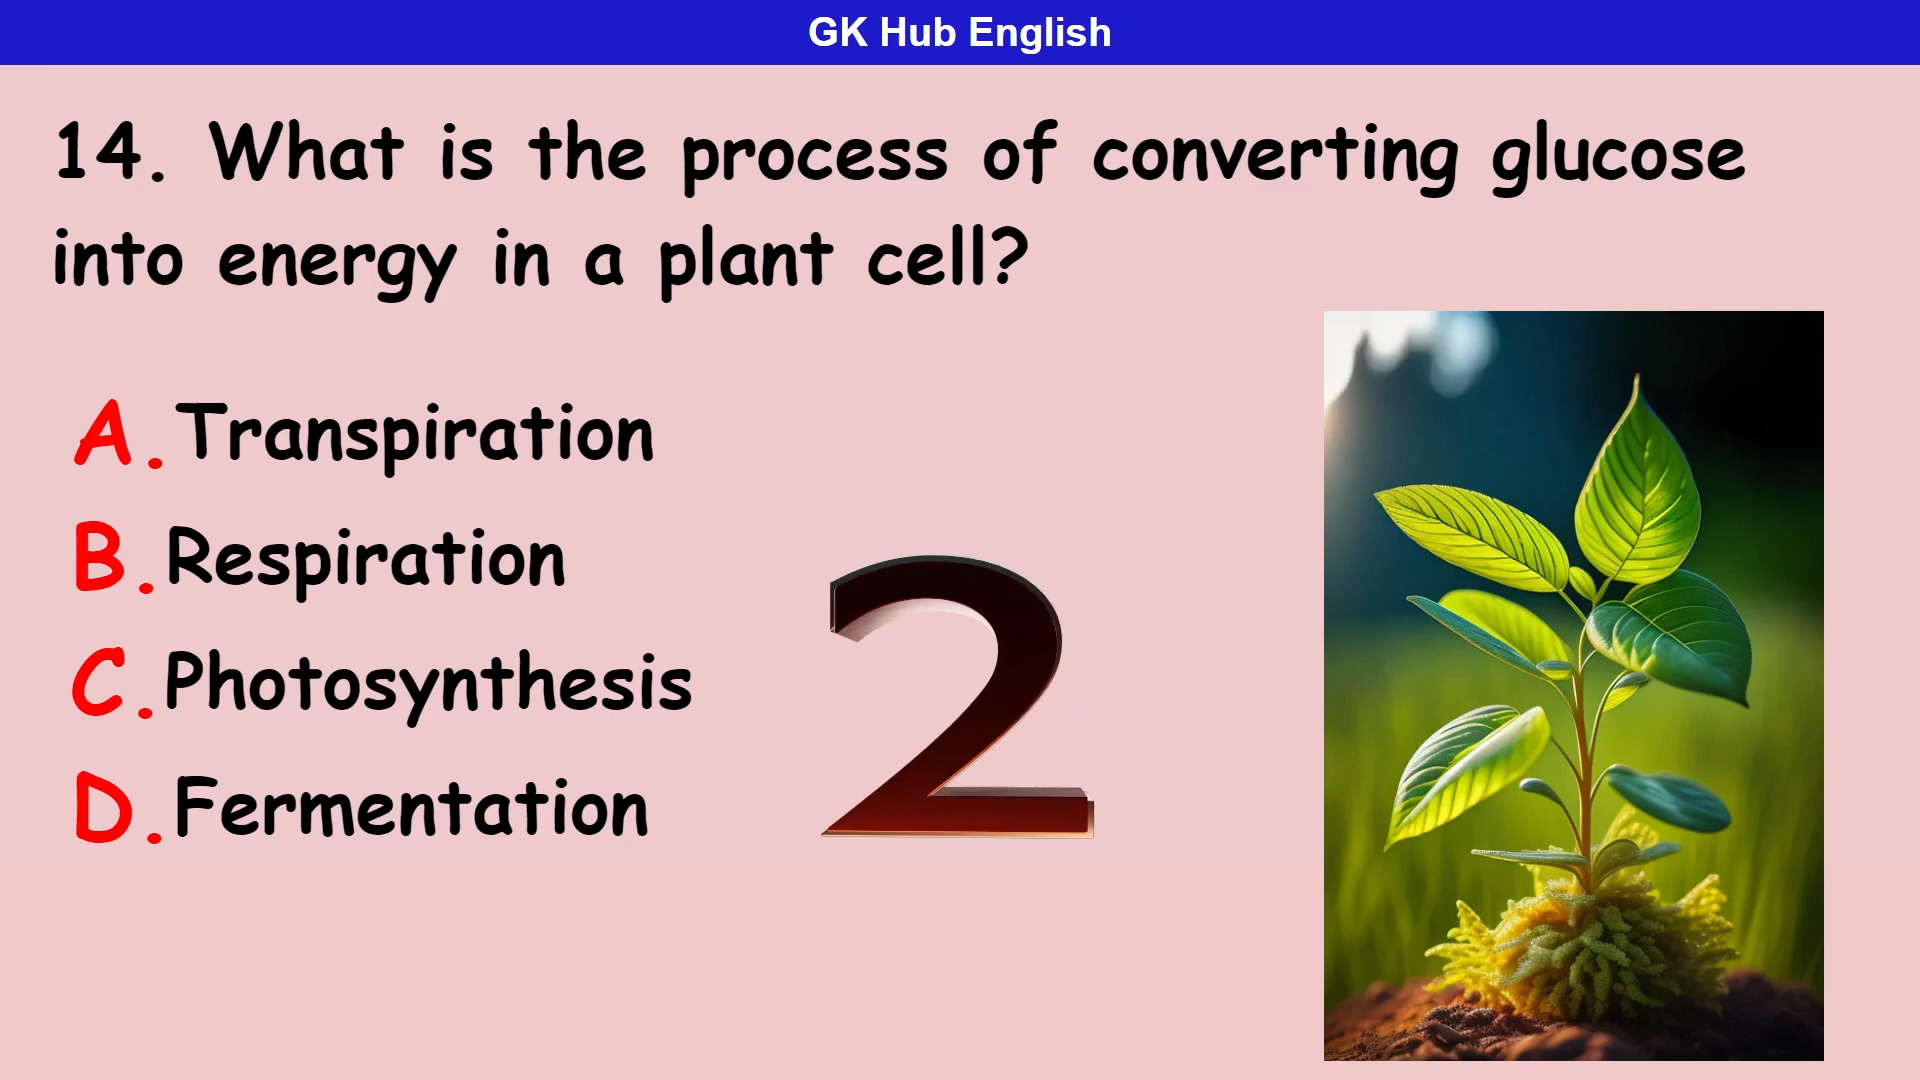 GK Hub English
14. What is the process of converting glucose
into energy in a plant cell?
A.Transpiration
B.Respiration
C.Photosynthesis
D.Fermentation
2